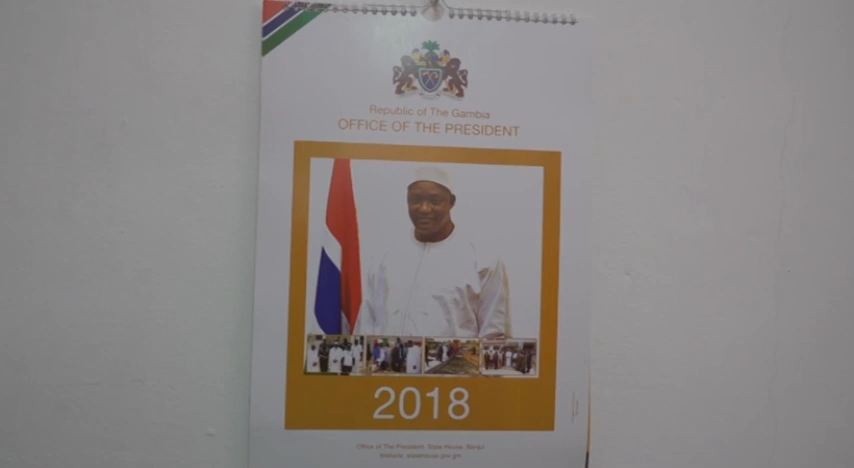 Republic of The Gambia
OFFICE OF THE PRESIDENT
2018
Office of The President, State House, Banjul